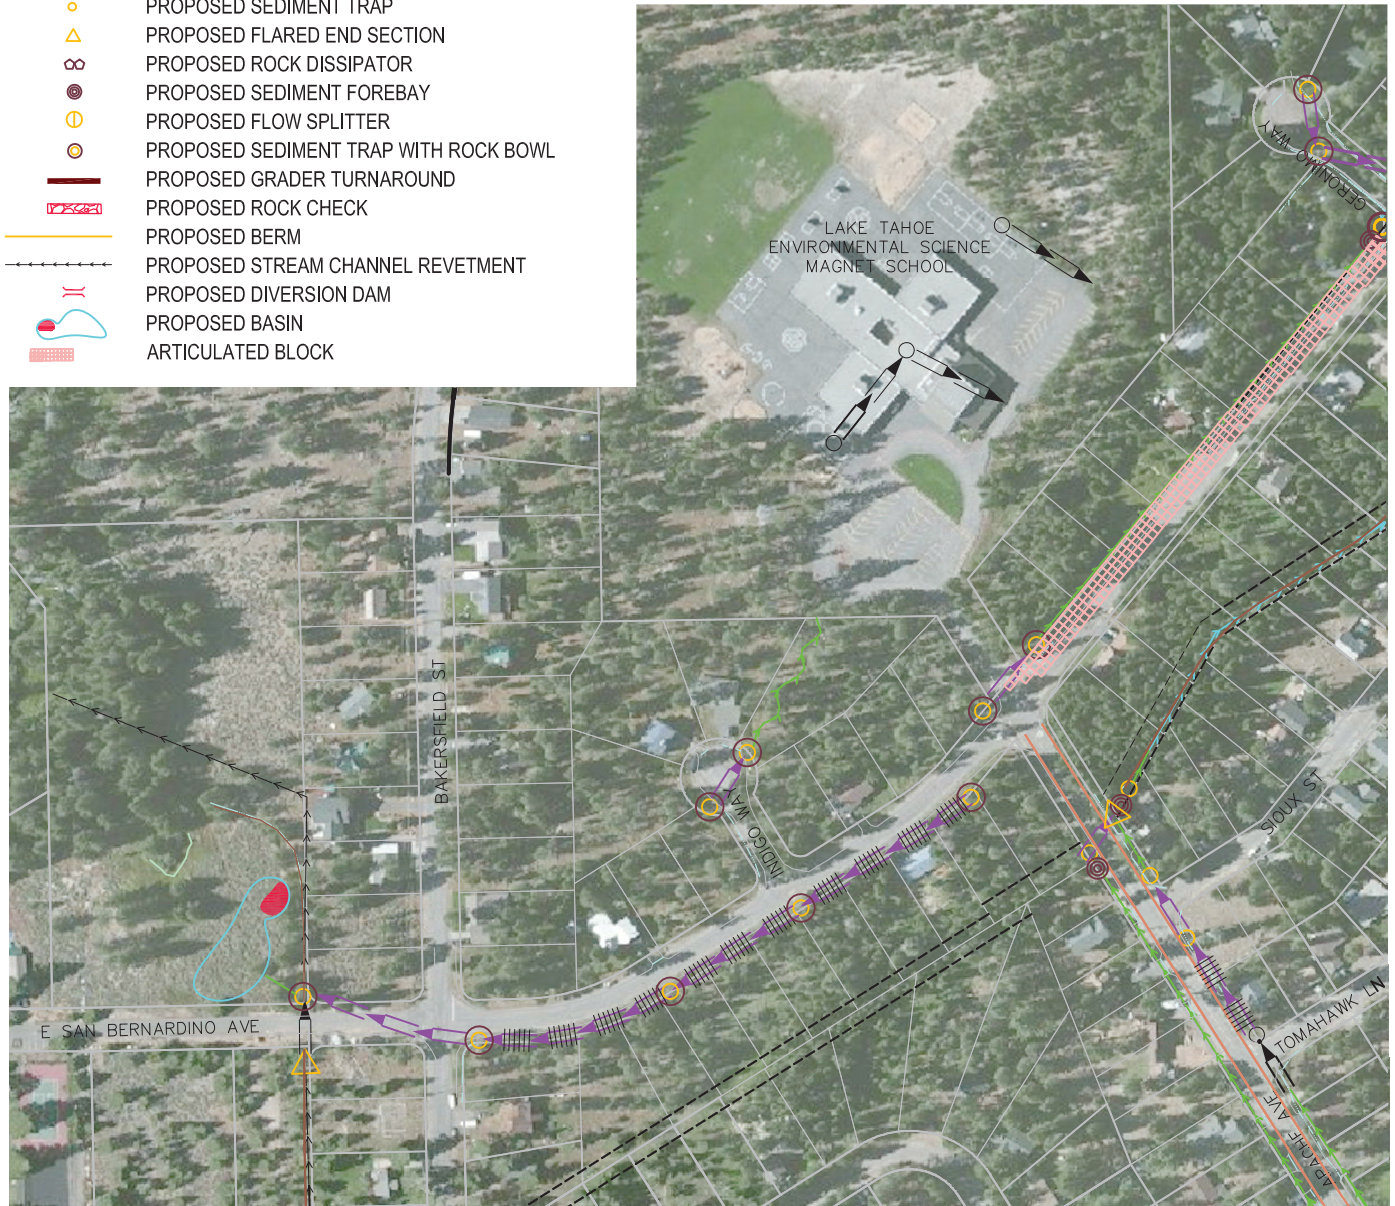 PROPOSED SEDIMENT TRAP
PROPOSED FLARED END SECTION
PROPOSED ROCK DISSIPATOR
PROPOSED SEDIMENT FOREBAY
PROPOSED FLOW SPLITTER
PROPOSED SEDIMENT TRAP WITH ROCK BOWL
PROPOSED GRADER TURNAROUND
PROPOSED ROCK CHECK
PROPOSED BERM
PROPOSED STREAM CHANNEL REVETMENT
PROPOSED DIVERSION DAM
PROPOSED BASIN
ARTICULATED BLOCK
GERONIMO WAY
LAKE TAHOE
ENVIRONMENTAL SCIENCE
MAGNET SCHOOL
BAKERSFIELD ST
INDIGO WAY
SIOUX ST
E SAN BERNARDINO AVE
TOMAHAWK LN
APACHE AVE